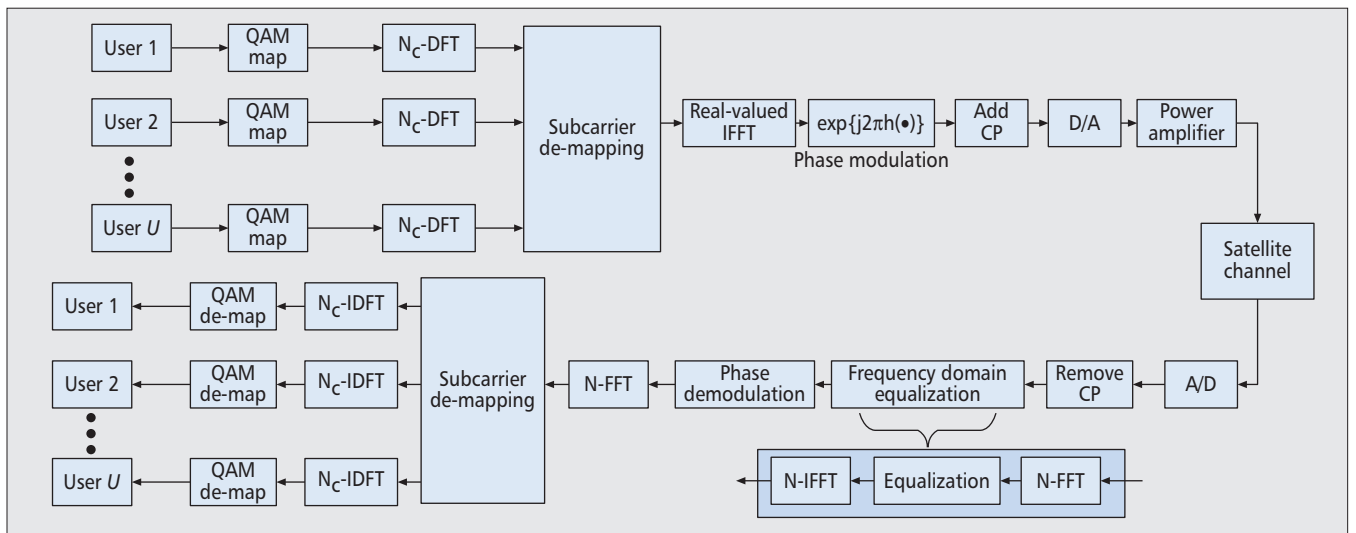 User 1
QAM
map
N_C-DFT
User 2
QAM
map
N_C-DFT
User U
QAM
map
N_C-DFT
Subcarrier
de-mapping
Real-valued
IFFT
exp{j2πh(•)}
Phase modulation
Add
CP
D/A
Power
amplifier
Satellite
channel
A/D
Remove
CP
Frequency domain
equalization
Phase
demodulation
N-FFT
Subcarrier
de-mapping
N_C-IDFT
QAM
de-map
User 1
N_C-IDFT
QAM
de-map
User 2
N_C-IDFT
QAM
de-map
User U
N-IFFT
Equalization
N-FFT